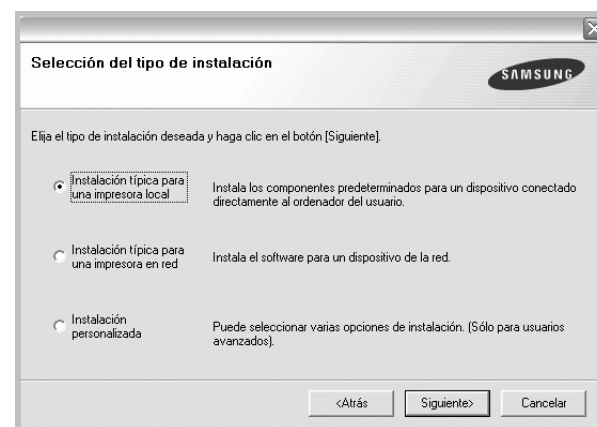 Selección del tipo de instalación
SAMSUNG
Elija el tipo de instalación deseada y haga clic en el botón [Siguiente].
Instalación típica para
una impresora local
Instala los componentes predeterminados para un dispositivo conectado
directamente al ordenador del usuario.
Instalación típica para
una impresora en red
Instala el software para un dispositivo de la red.
Instalación
personalizada
Puede seleccionar varias opciones de instalación. (Sólo para usuarios
avanzados).
<Atrás
Siguiente>
Cancelar